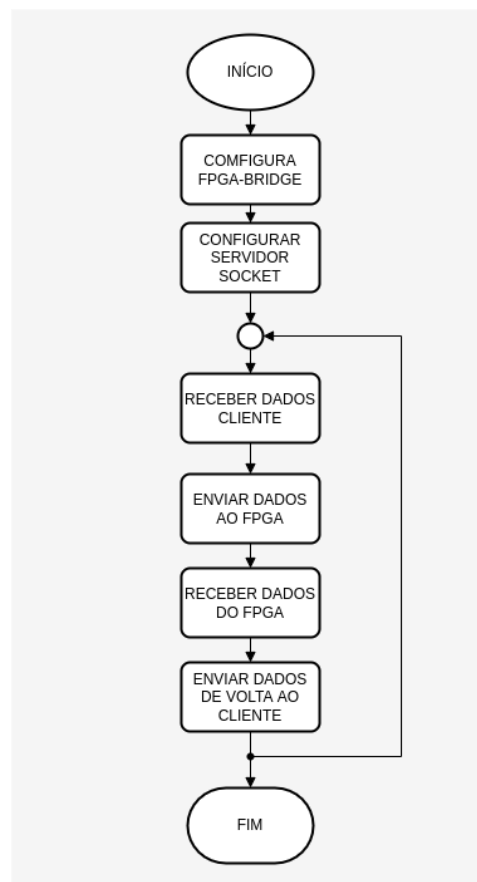 INÍCIO
COMFIGURA
FPGA-BRIDGE
CONFIGURAR
SERVIDOR
SOCKET
RECEBER DADOS
CLIENTE
ENVIAR DADOS
AO FPGA
RECEBER DADOS
DO FPGA
ENVIAR DADOS
DE VOLTA AO
CLIENTE
FIM